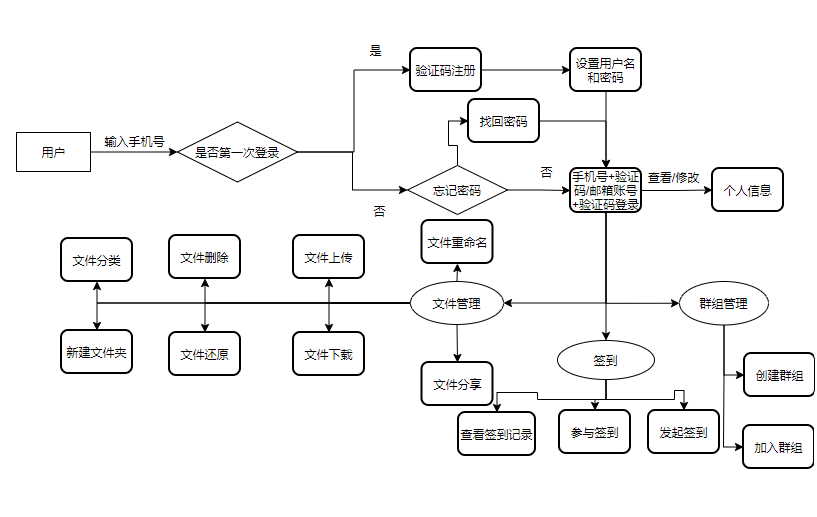 是
验证码注册
设置用户名
和密码
找回密码
用户
输入手机号
是否第一次登录
忘记密码
否
否
手机号+验证
码/邮箱账号
+验证码登录
查看/修改
个人信息
文件分类
文件删除
文件上传
文件重命名
文件管理
群组管理
新建文件夹
文件还原
文件下载
签到
文件分享
创建群组
查看签到记录
参与签到
发起签到
加入群组